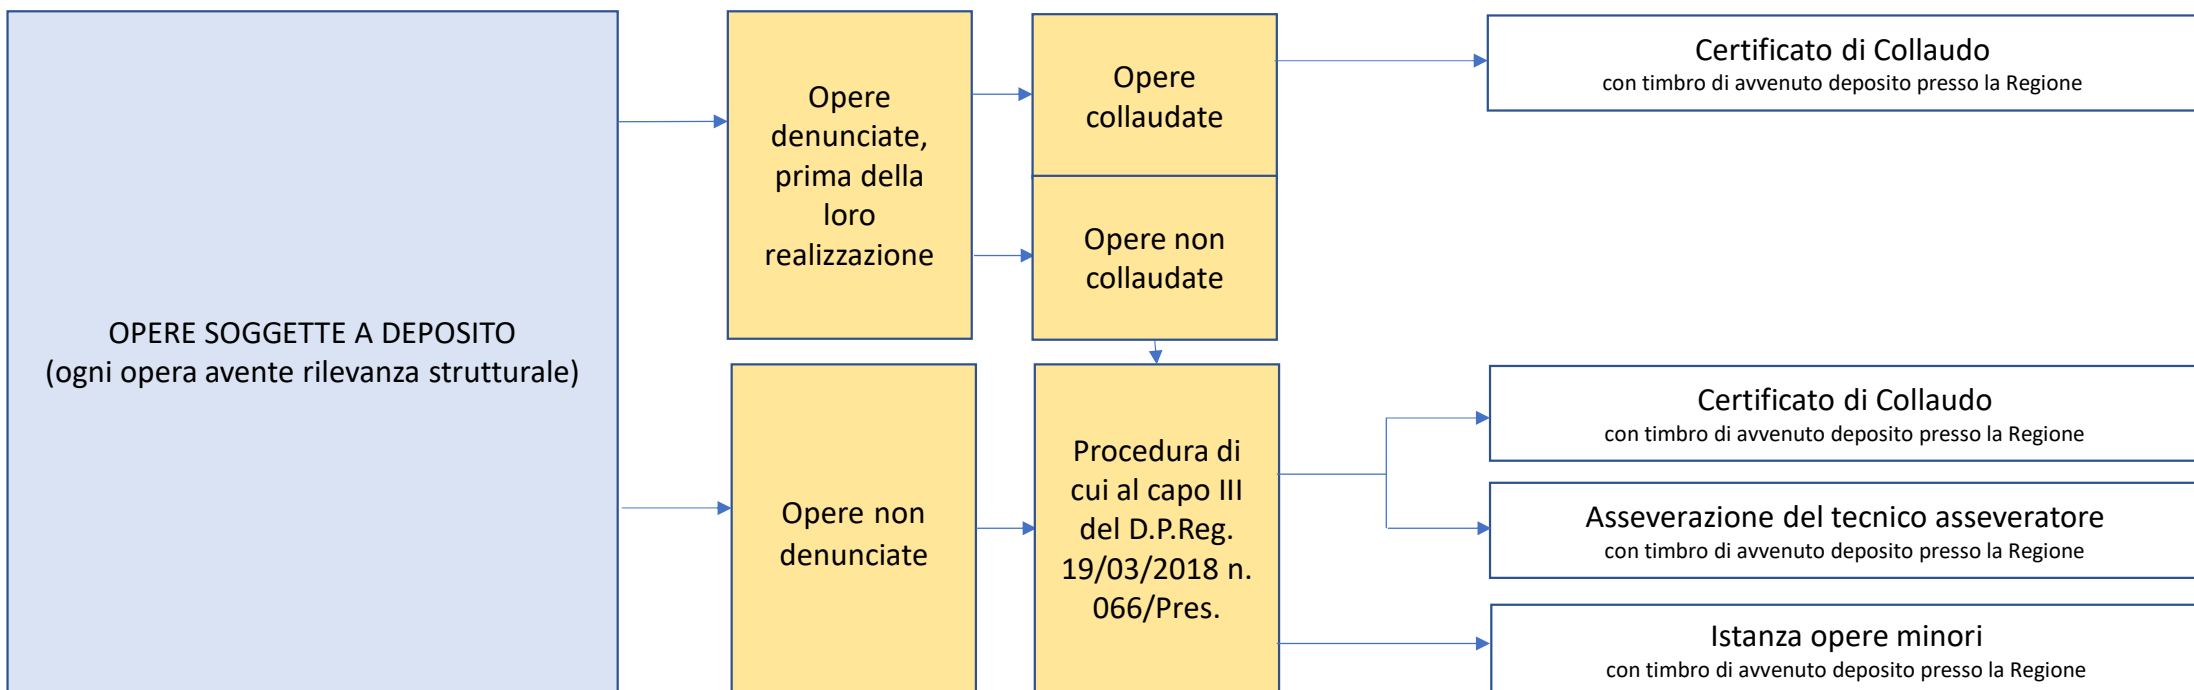 OPERE SOGGETTE A DEPOSITO
(ogni opera avente rilevanza strutturale)
Opere
denunciate,
prima della
loro
realizzazione
Opere
collaudate
Opere non
collaudate
Certificato di Collaudo
con timbro di avvenuto deposito presso la Regione
Opere non
denunciate
Procedura di
cui al capo III
del D.P.Reg.
19/03/2018 n.
066/Pres.
Certificato di Collaudo
con timbro di avvenuto deposito presso la Regione
Asseverazione del tecnico asseveratore
con timbro di avvenuto deposito presso la Regione
Istanza opere minori
con timbro di avvenuto deposito presso la Regione